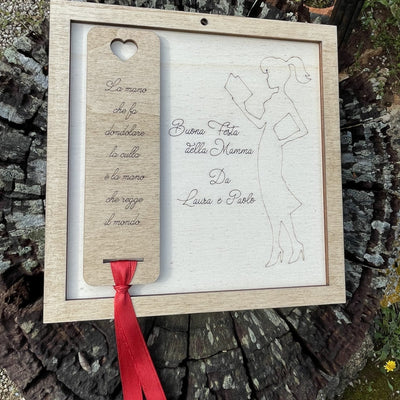 La mano
che fa
dondolare
la culla
è la mano
che regge
il mondo.
Buona Festa
della Mamma
Da
Laura e Paolo